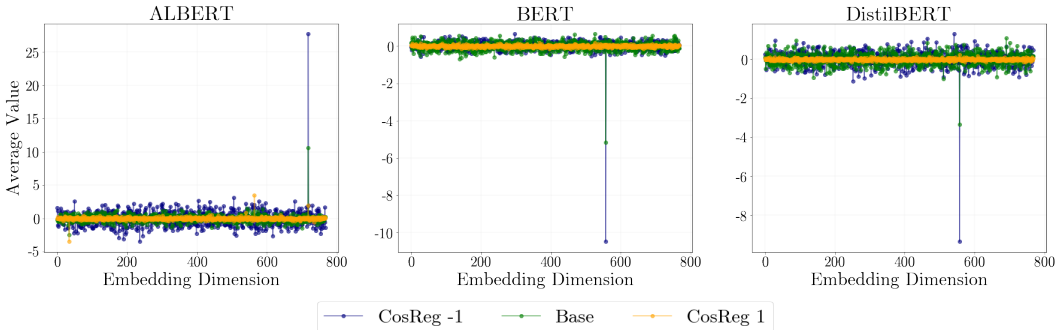 ALBERT
BERT
DistilBERT
Average Value
25
20
15
10
5
0
-5
0
-2
-4
-6
-8
-10
0
-2
-4
-6
-8
0 200 400 600 800
0 200 400 600 800
0 200 400 600 800
Embedding Dimension
Embedding Dimension
Embedding Dimension
CosReg -1 Base CosReg 1